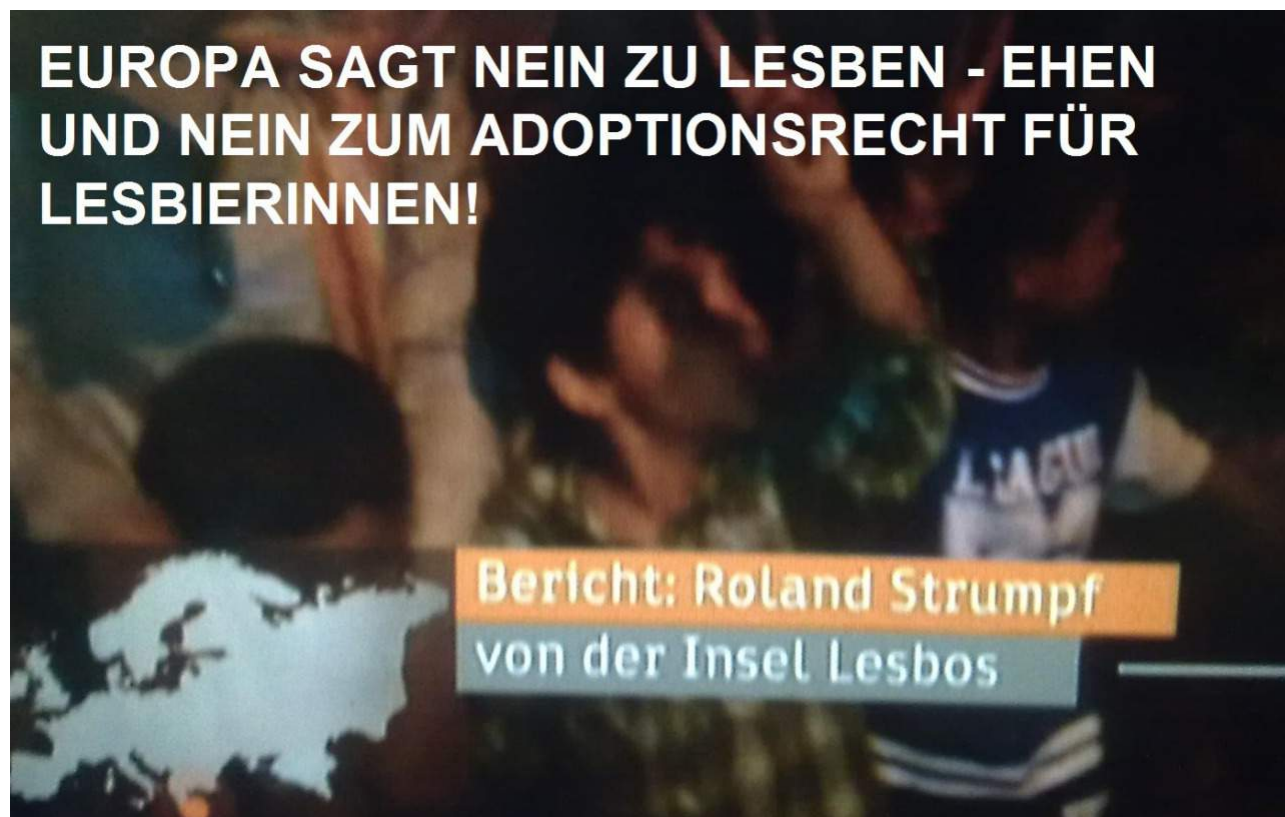 EUROPA SAGT NEIN ZU LESBEN - EHEN
UND NEIN ZUM ADOPTIONSRECHT FÜR
LESBIERINNEN!
Bericht: Roland Strumpf
von der Insel Lesbos